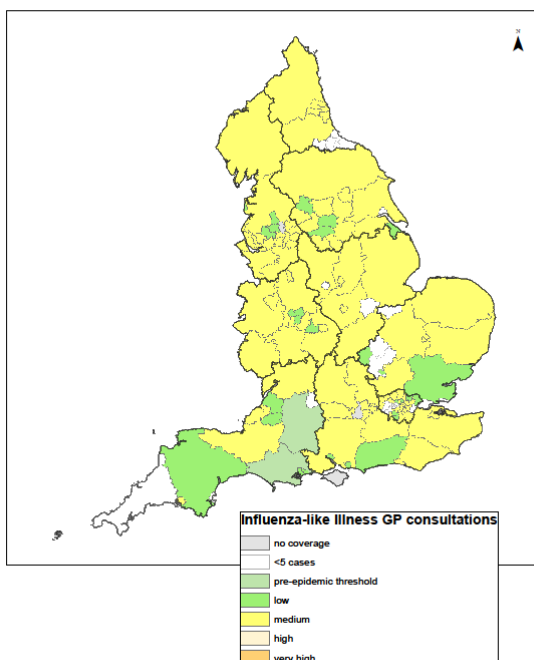 Influenza-like Illness GP consultations
no coverage
<5 cases
pre-epidemic threshold
low
medium
high
very high